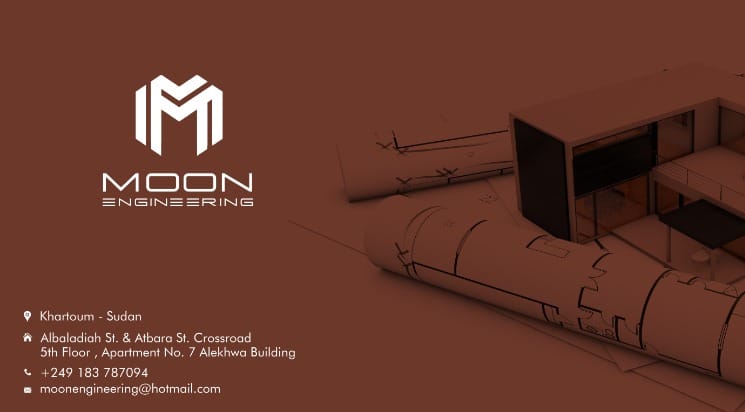 MOON
ENGINEERING
Khartoum - Sudan
Albaladiah St. & Atbara St. Crossroad
5th Floor , Apartment No. 7 Alekhwa Building
+249 183 787094
moonengineering@hotmail.com